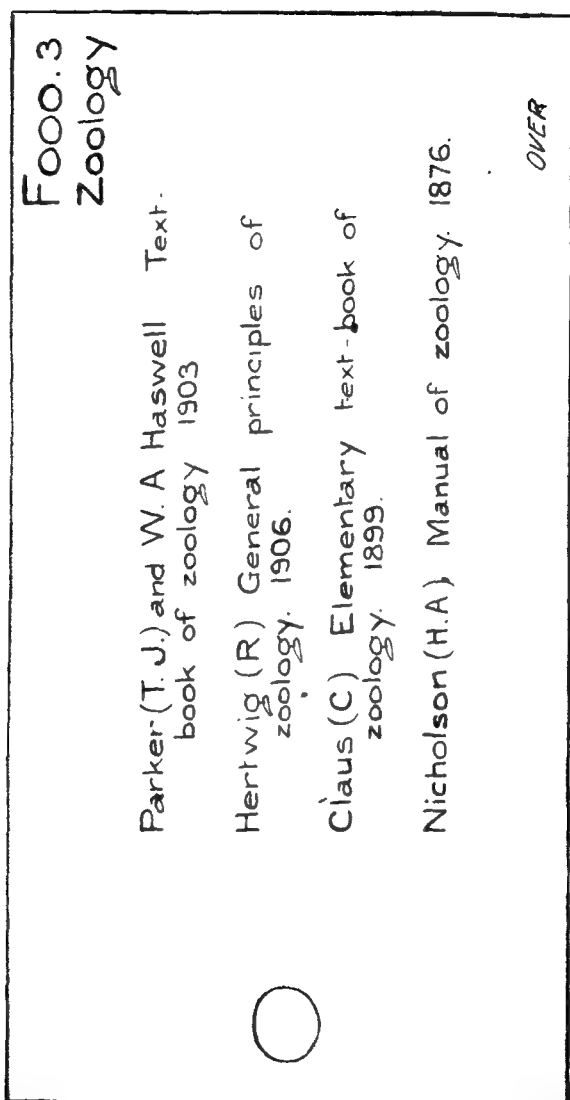 F000.3
Zoology
Parker (T. J.) and W. A Haswell Text-
book of zoology 1903
Hertwig (R) General principles of
zoology. 1906.
Claus (C) Elementary text-book of
zoology. 1899.
Nicholson (H.A), Manual of zoology. 1876.
OVER